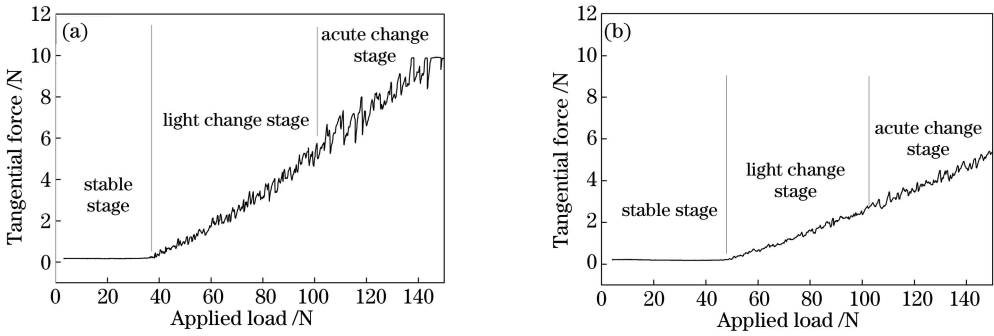 (a)
12
10
8
6
4
2
0
Tangential force /N
stable
stage
light change stage
acute change
stage
0
20
40
60
80
100
120
140
Applied load /N
(b)
12
10
8
6
4
2
0
Tangential force /N
stable stage
light change
stage
acute change
stage
0
20
40
60
80
100
120
140
Applied load /N